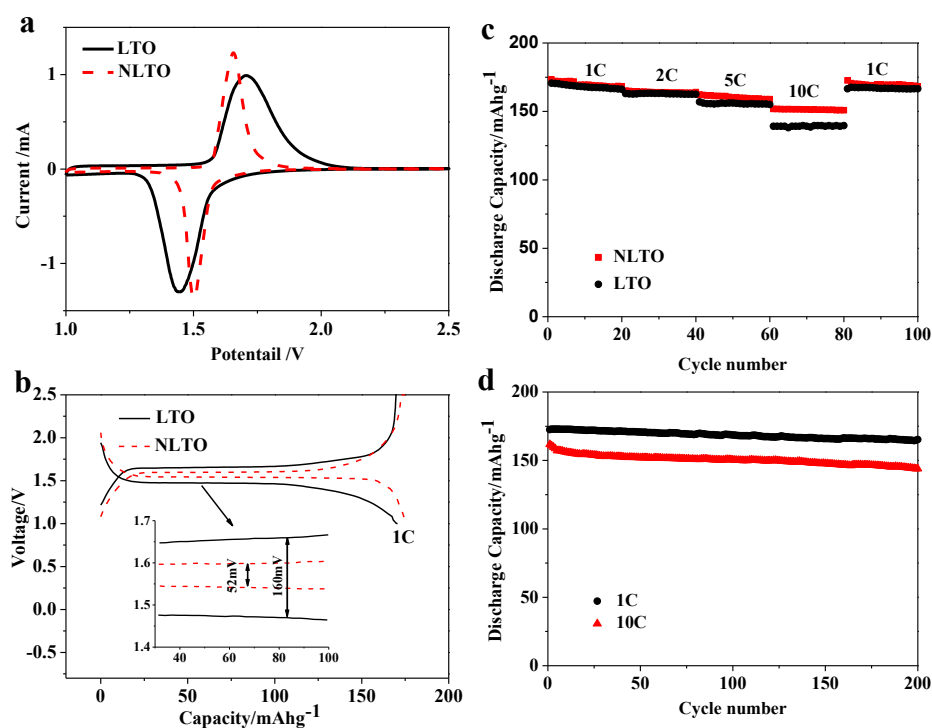 a
LTO
NLTO
1
0
-1
Current /mA
1.0 1.5 2.0 2.5
Potentail /V
b
2.5
2.0
1.5
1.0
0.5
0.0
-0.5
Voltage/V
LTO
NLTO
1C
1.7
1.6
1.5
1.4
52mV
160mV
40 60 80 100
0 50 100 150 200
Capacity/mAhg-1
c
200
150
100
50
0
Discharge Capacity/mAhg-1
1C 2C 5C 10C 1C
NLTO
LTO
0 20 40 60 80 100
Cycle number
d
200
150
100
50
0
Discharge Capacity/mAhg-1
1C
10C
0 50 100 150 200
Cycle number